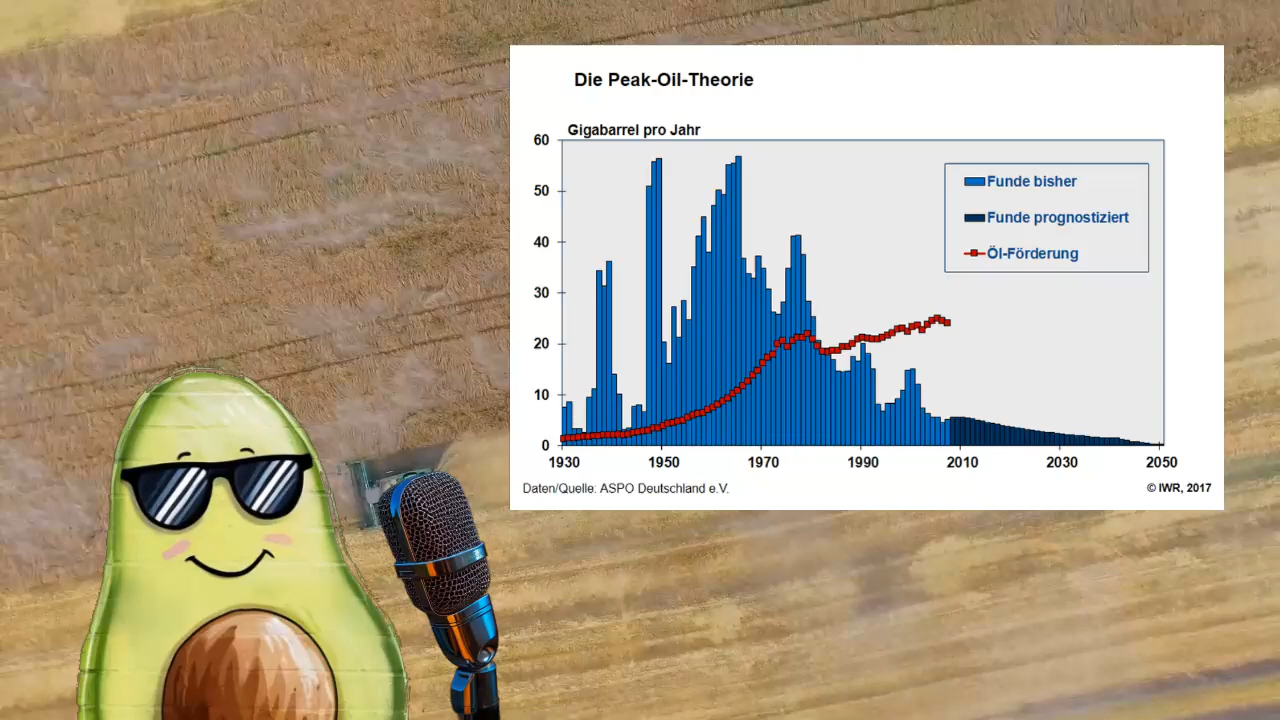 Die Peak-Oil-Theorie
Gigabarrel pro Jahr
60
50
40
30
20
10
0
Funde bisher
Funde prognostiziert
Öl-Förderung
1930 1950 1970 1990 2010 2030 2050
Daten/Quelle: ASPO Deutschland e.V. © IWR, 2017